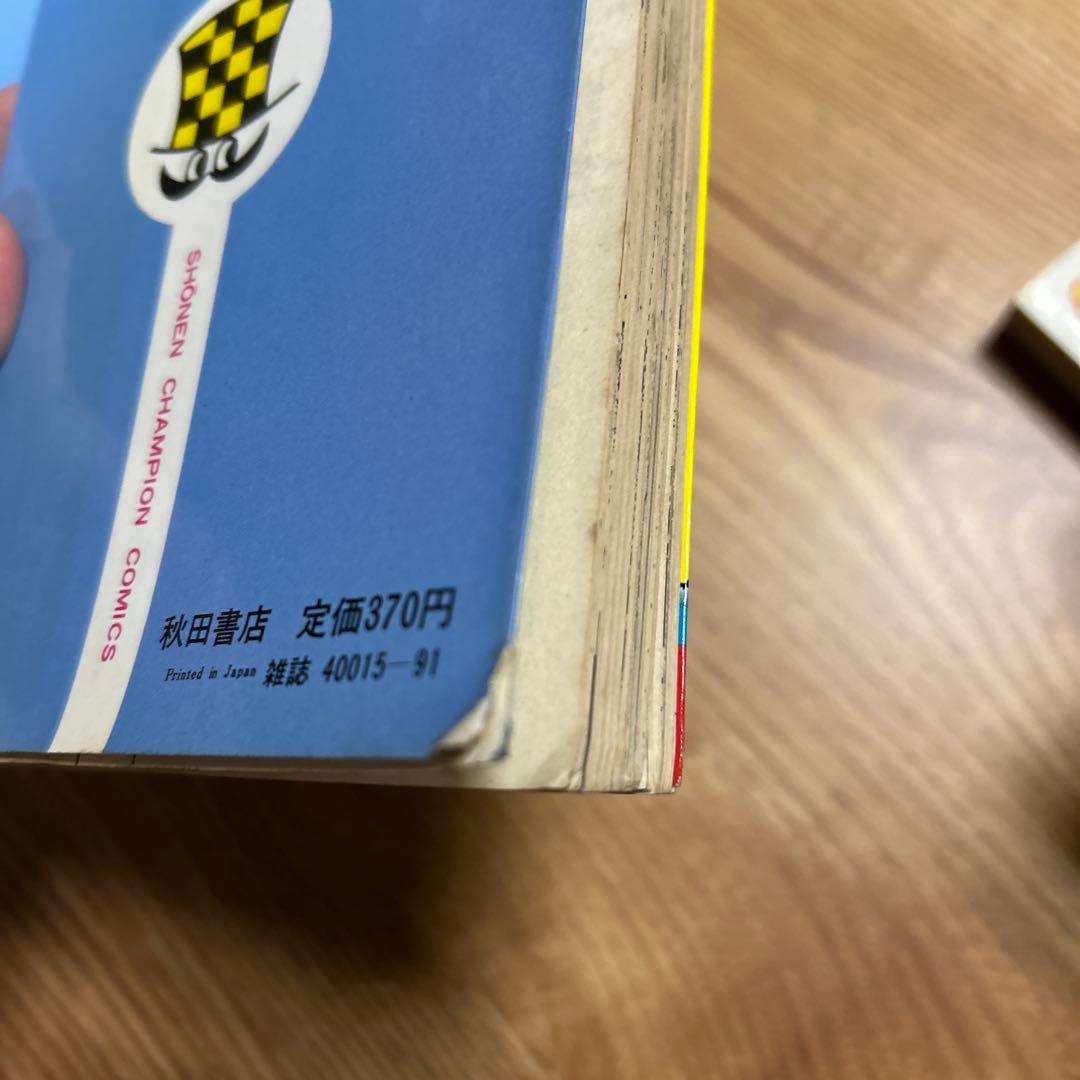 SHŌNEN CHAMPION COMICS
秋田書店 定価370円
Printed in Japan 雑誌 40015-91